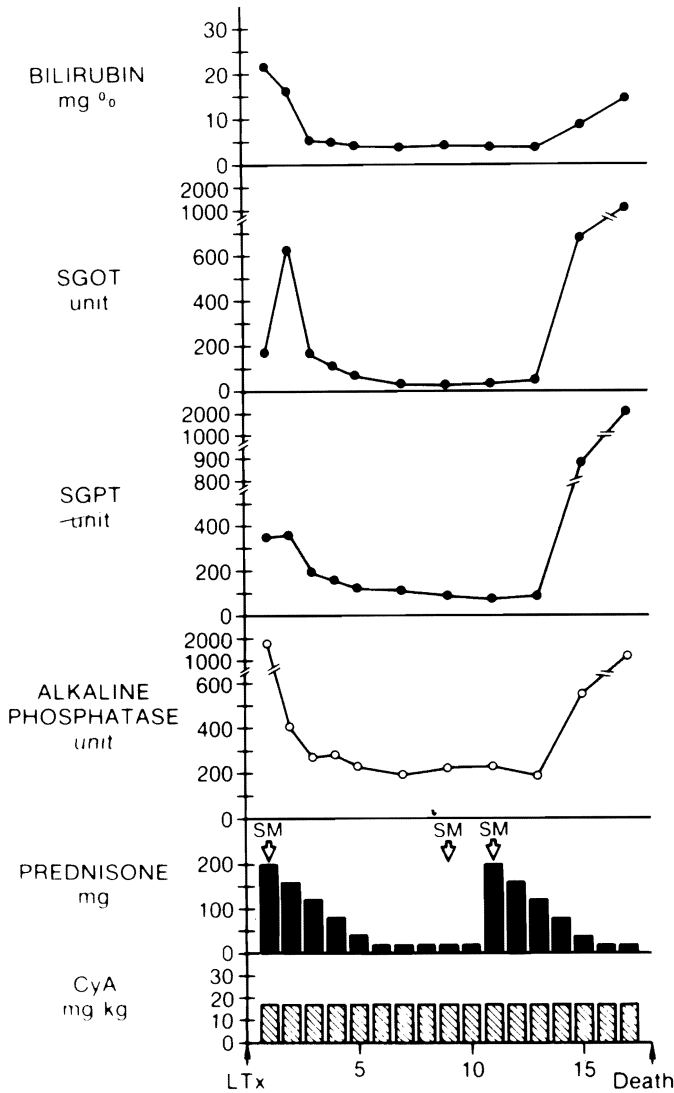 BILIRUBIN
mg %
30
20
10
0
SGOT
unit
2000
1000
600
400
200
0
SGPT
unit
2000
1000
900
800
400
200
0
ALKALINE
PHOSPHATASE
unit
2000
1000
600
400
200
0
SM SM SM
PREDNISONE
mg
200
100
0
CyA
mg kg
30
20
10
0
5 10 15
LTx Death